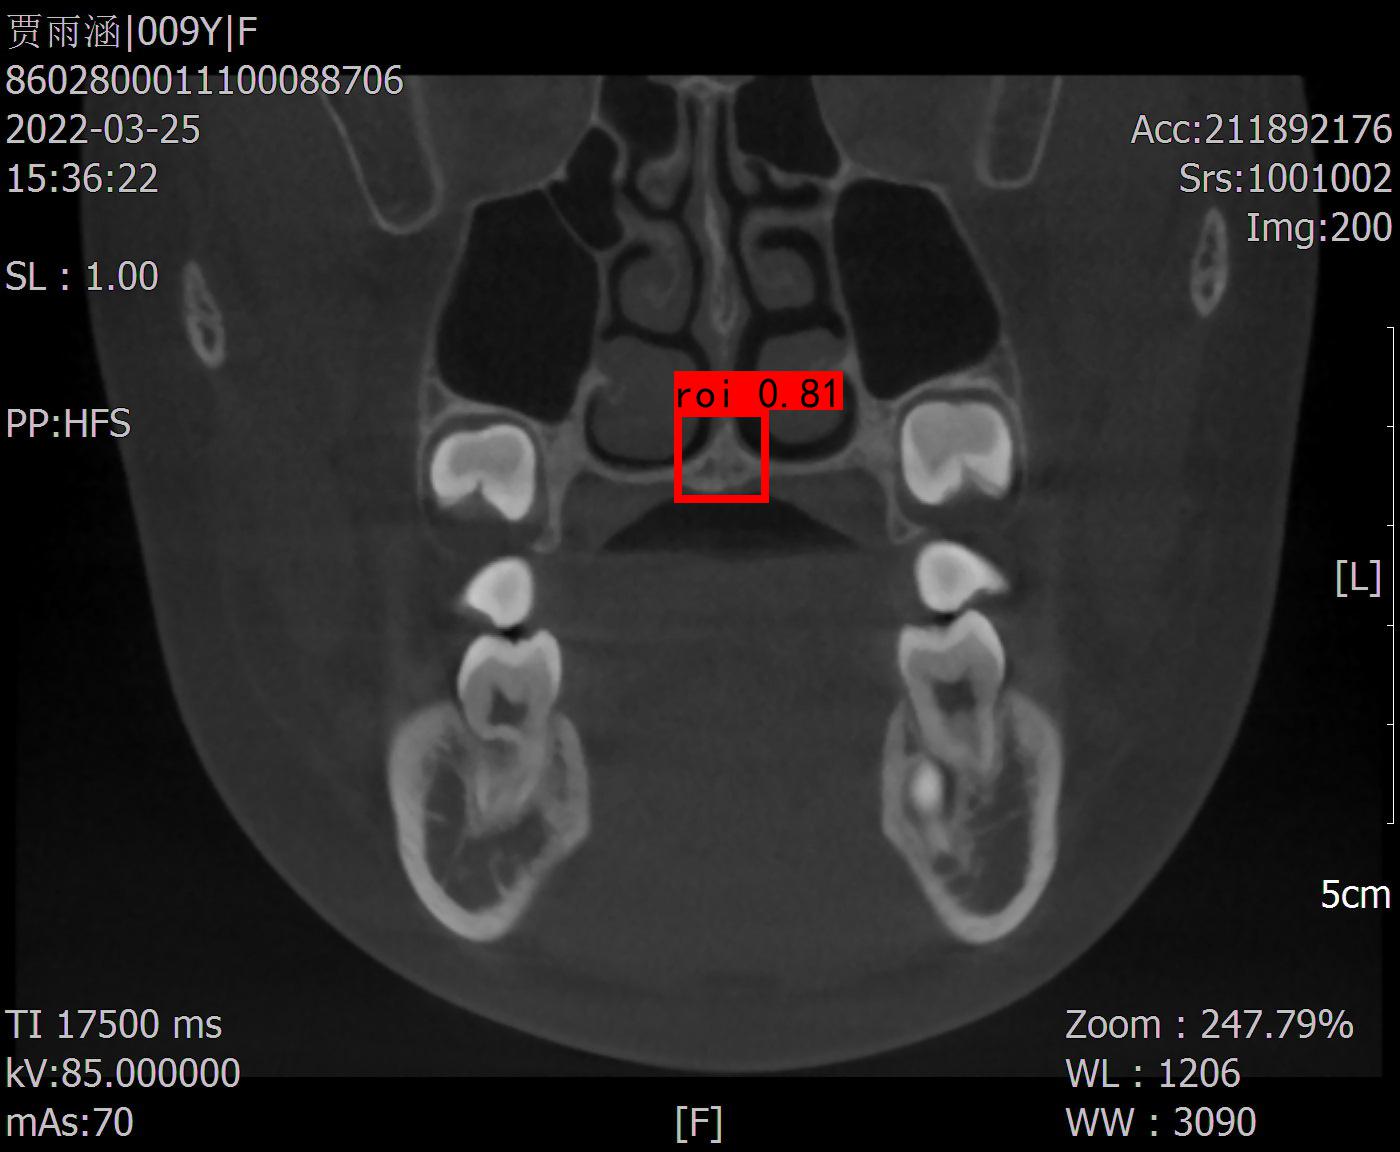 贾雨涵|009Y|F
8602800011100088706
2022-03-25
15:36:22
SL : 1.00
PP:HFS
Acc:211892176
Srs:1001002
Img:200
roi 0.81
[L]
5cm
TI 17500 ms
kV:85.000000
mAs:70
[F]
Zoom : 247.79%
WL : 1206
WW : 3090